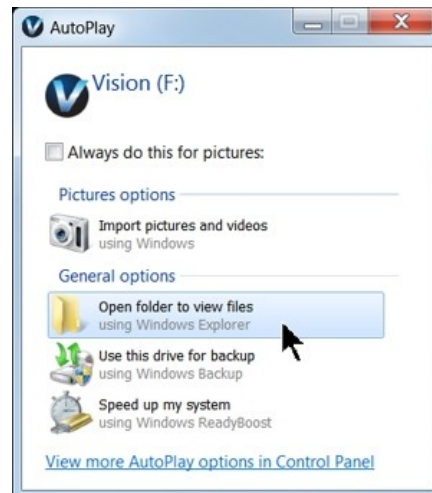 AutoPlay
Vision (F:)
Always do this for pictures:
Pictures options
Import pictures and videos
using Windows
General options
Open folder to view files
using Windows Explorer
Use this drive for backup
using Windows Backup
Speed up my system
using Windows ReadyBoost
View more AutoPlay options in Control Panel